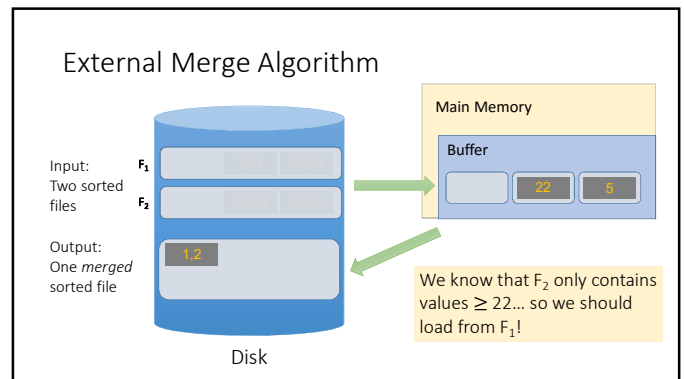 External Merge Algorithm
Main Memory
Buffer
Input:
Two sorted
files
F₁
F₂
22
5
Output:
One merged
sorted file
1,2
We know that F₂ only contains
values ≥ 22... so we should
load from F₁!
Disk